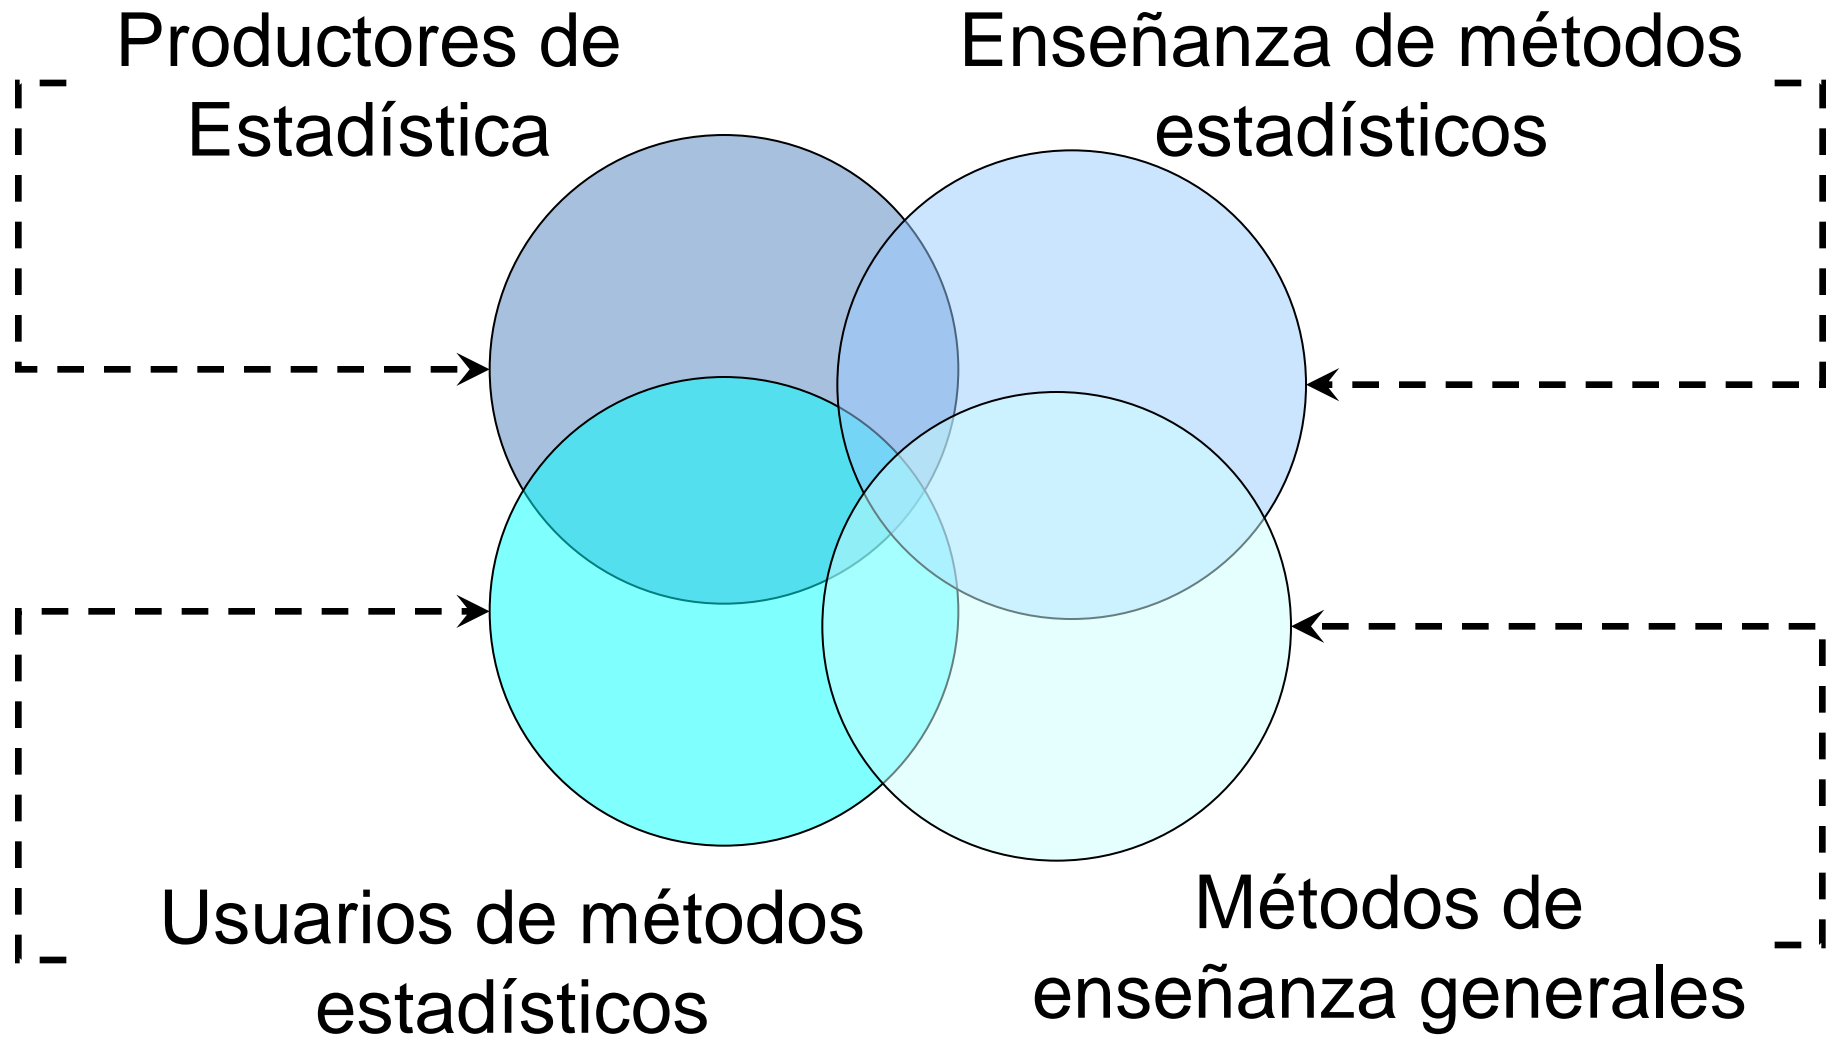 Productores de
Estadística
Enseñanza de métodos
estadísticos
Usuarios de métodos
estadísticos
Métodos de
enseñanza generales